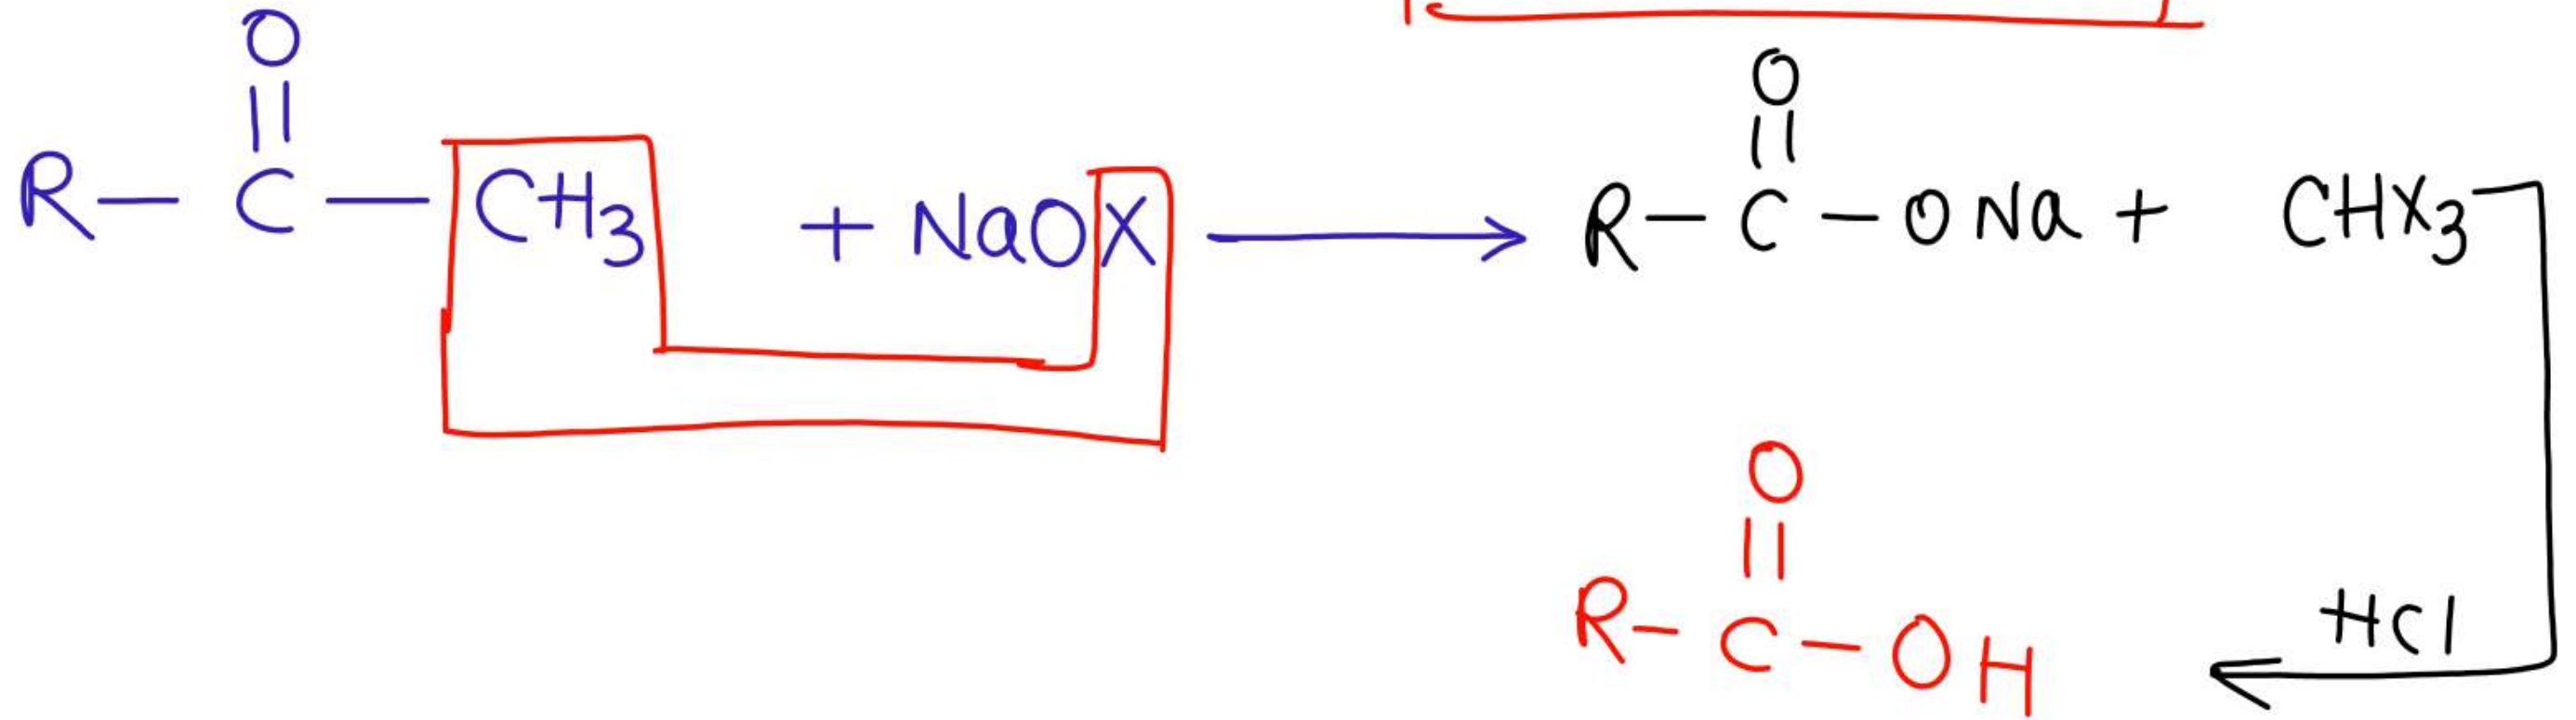 O
||
R — C — CH3 + NaOX ⟶
O
||
R — C — ONa + CHX3
HCl
O
||
R — C — OH